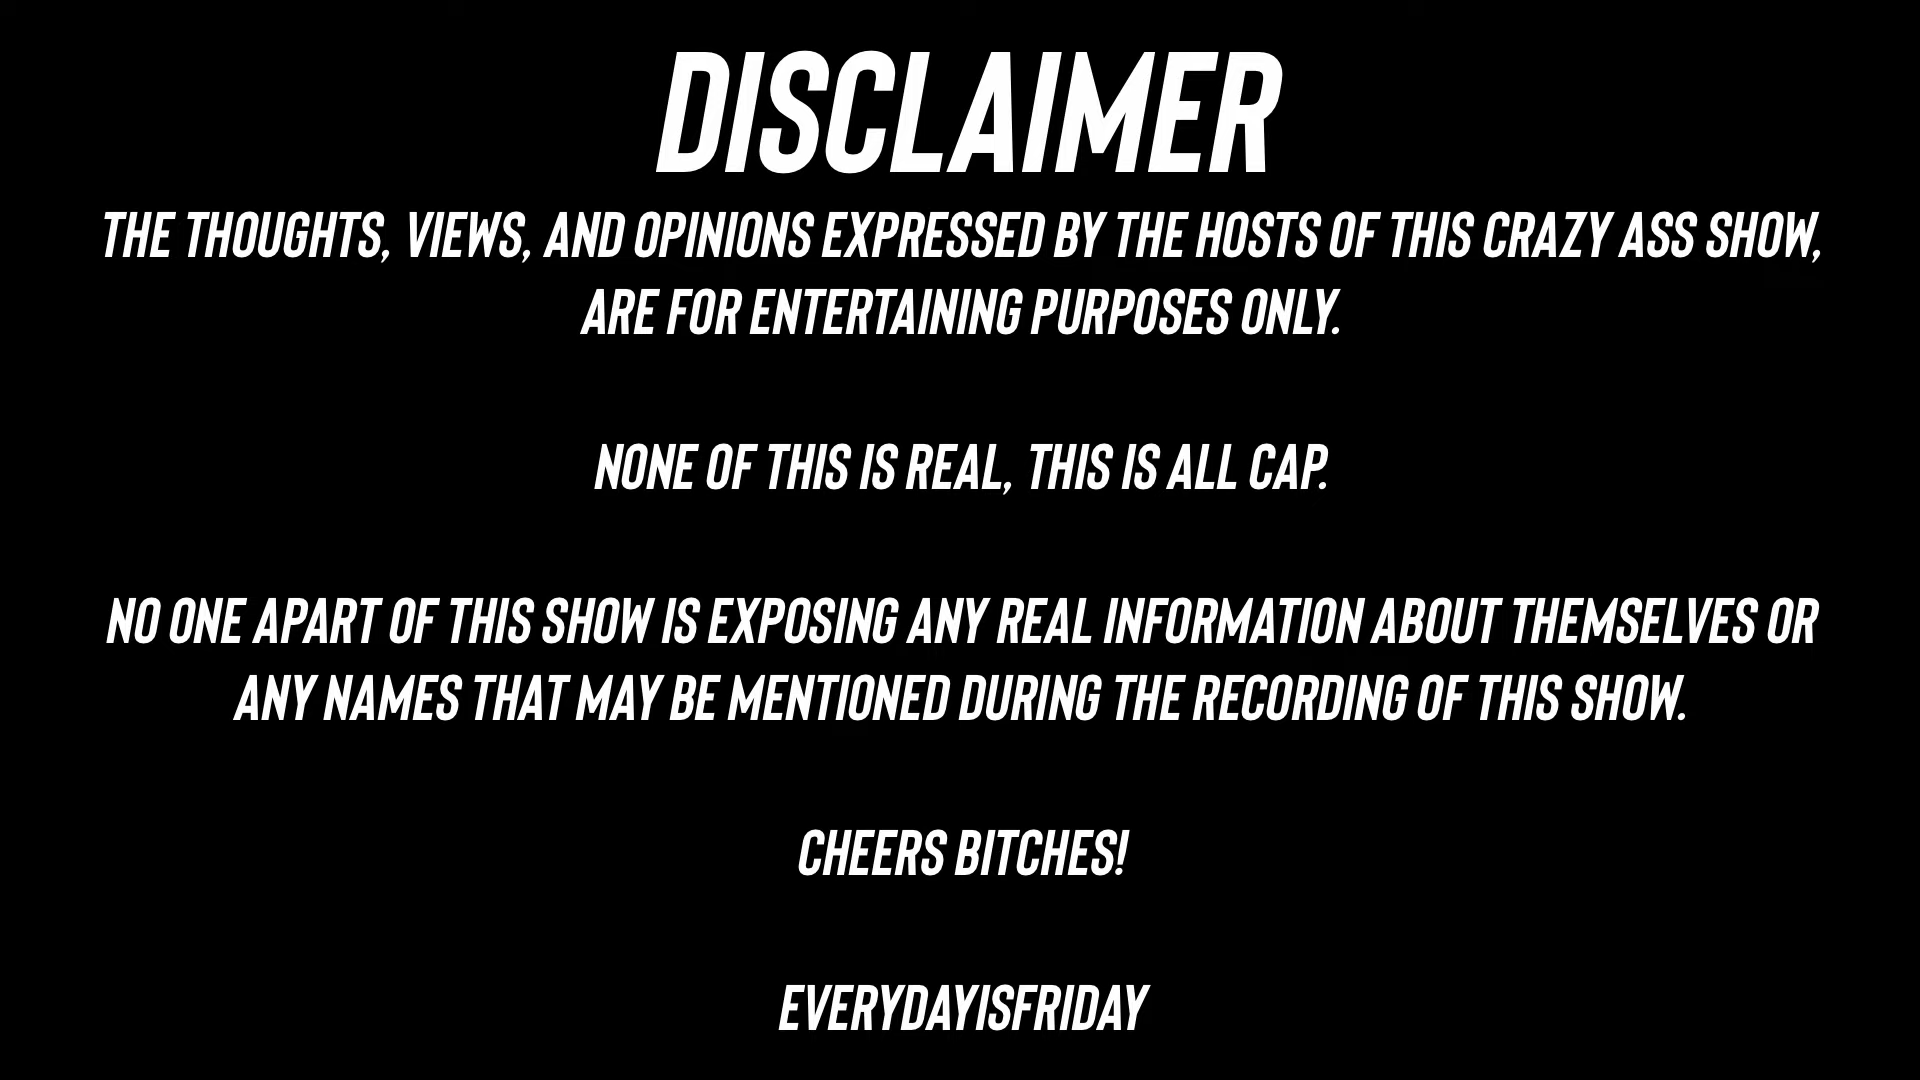 DISCLAIMER
THE THOUGHTS, VIEWS, AND OPINIONS EXPRESSED BY THE HOSTS OF THIS CRAZY ASS SHOW,
ARE FOR ENTERTAINING PURPOSES ONLY.
NONE OF THIS IS REAL, THIS IS ALL CAP.
NO ONE APART OF THIS SHOW IS EXPOSING ANY REAL INFORMATION ABOUT THEMSELVES OR
ANY NAMES THAT MAY BE MENTIONED DURING THE RECORDING OF THIS SHOW.
CHEERS BITCHES!
EVERYDAYISFRIDAY